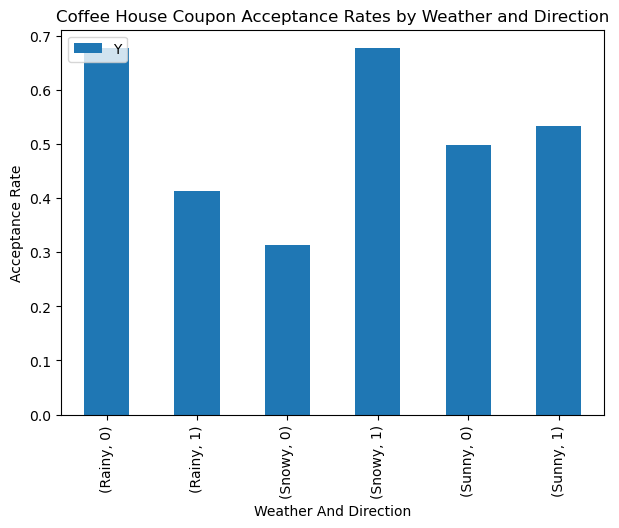 Coffee House Coupon Acceptance Rates by Weather and Direction
Y
0.7
0.6
0.5
0.4
0.3
0.2
0.1
0.0
Acceptance Rate
(Rainy, 0)
(Rainy, 1)
(Snowy, 0)
(Snowy, 1)
(Sunny, 0)
(Sunny, 1)
Weather And Direction